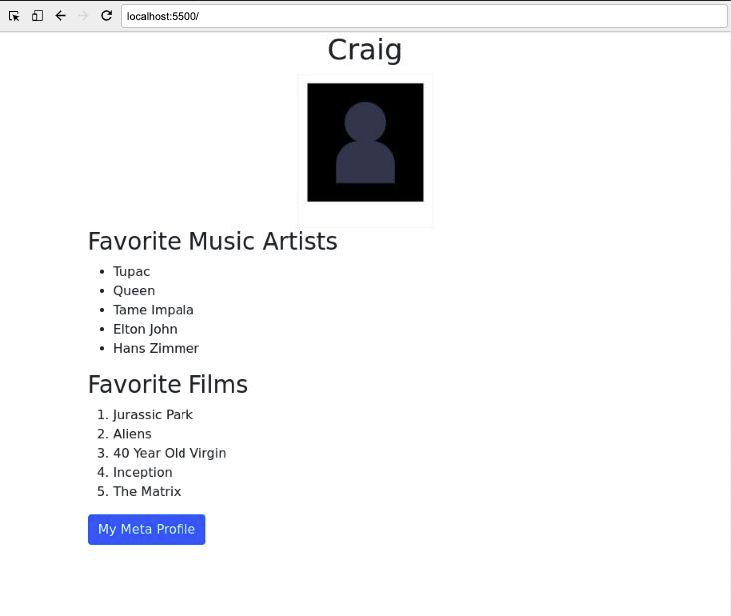 localhost:5500/
Craig
Favorite Music Artists
• Tupac
• Queen
• Tame Impala
• Elton John
• Hans Zimmer
Favorite Films
1. Jurassic Park
2. Aliens
3. 40 Year Old Virgin
4. Inception
5. The Matrix
My Meta Profile